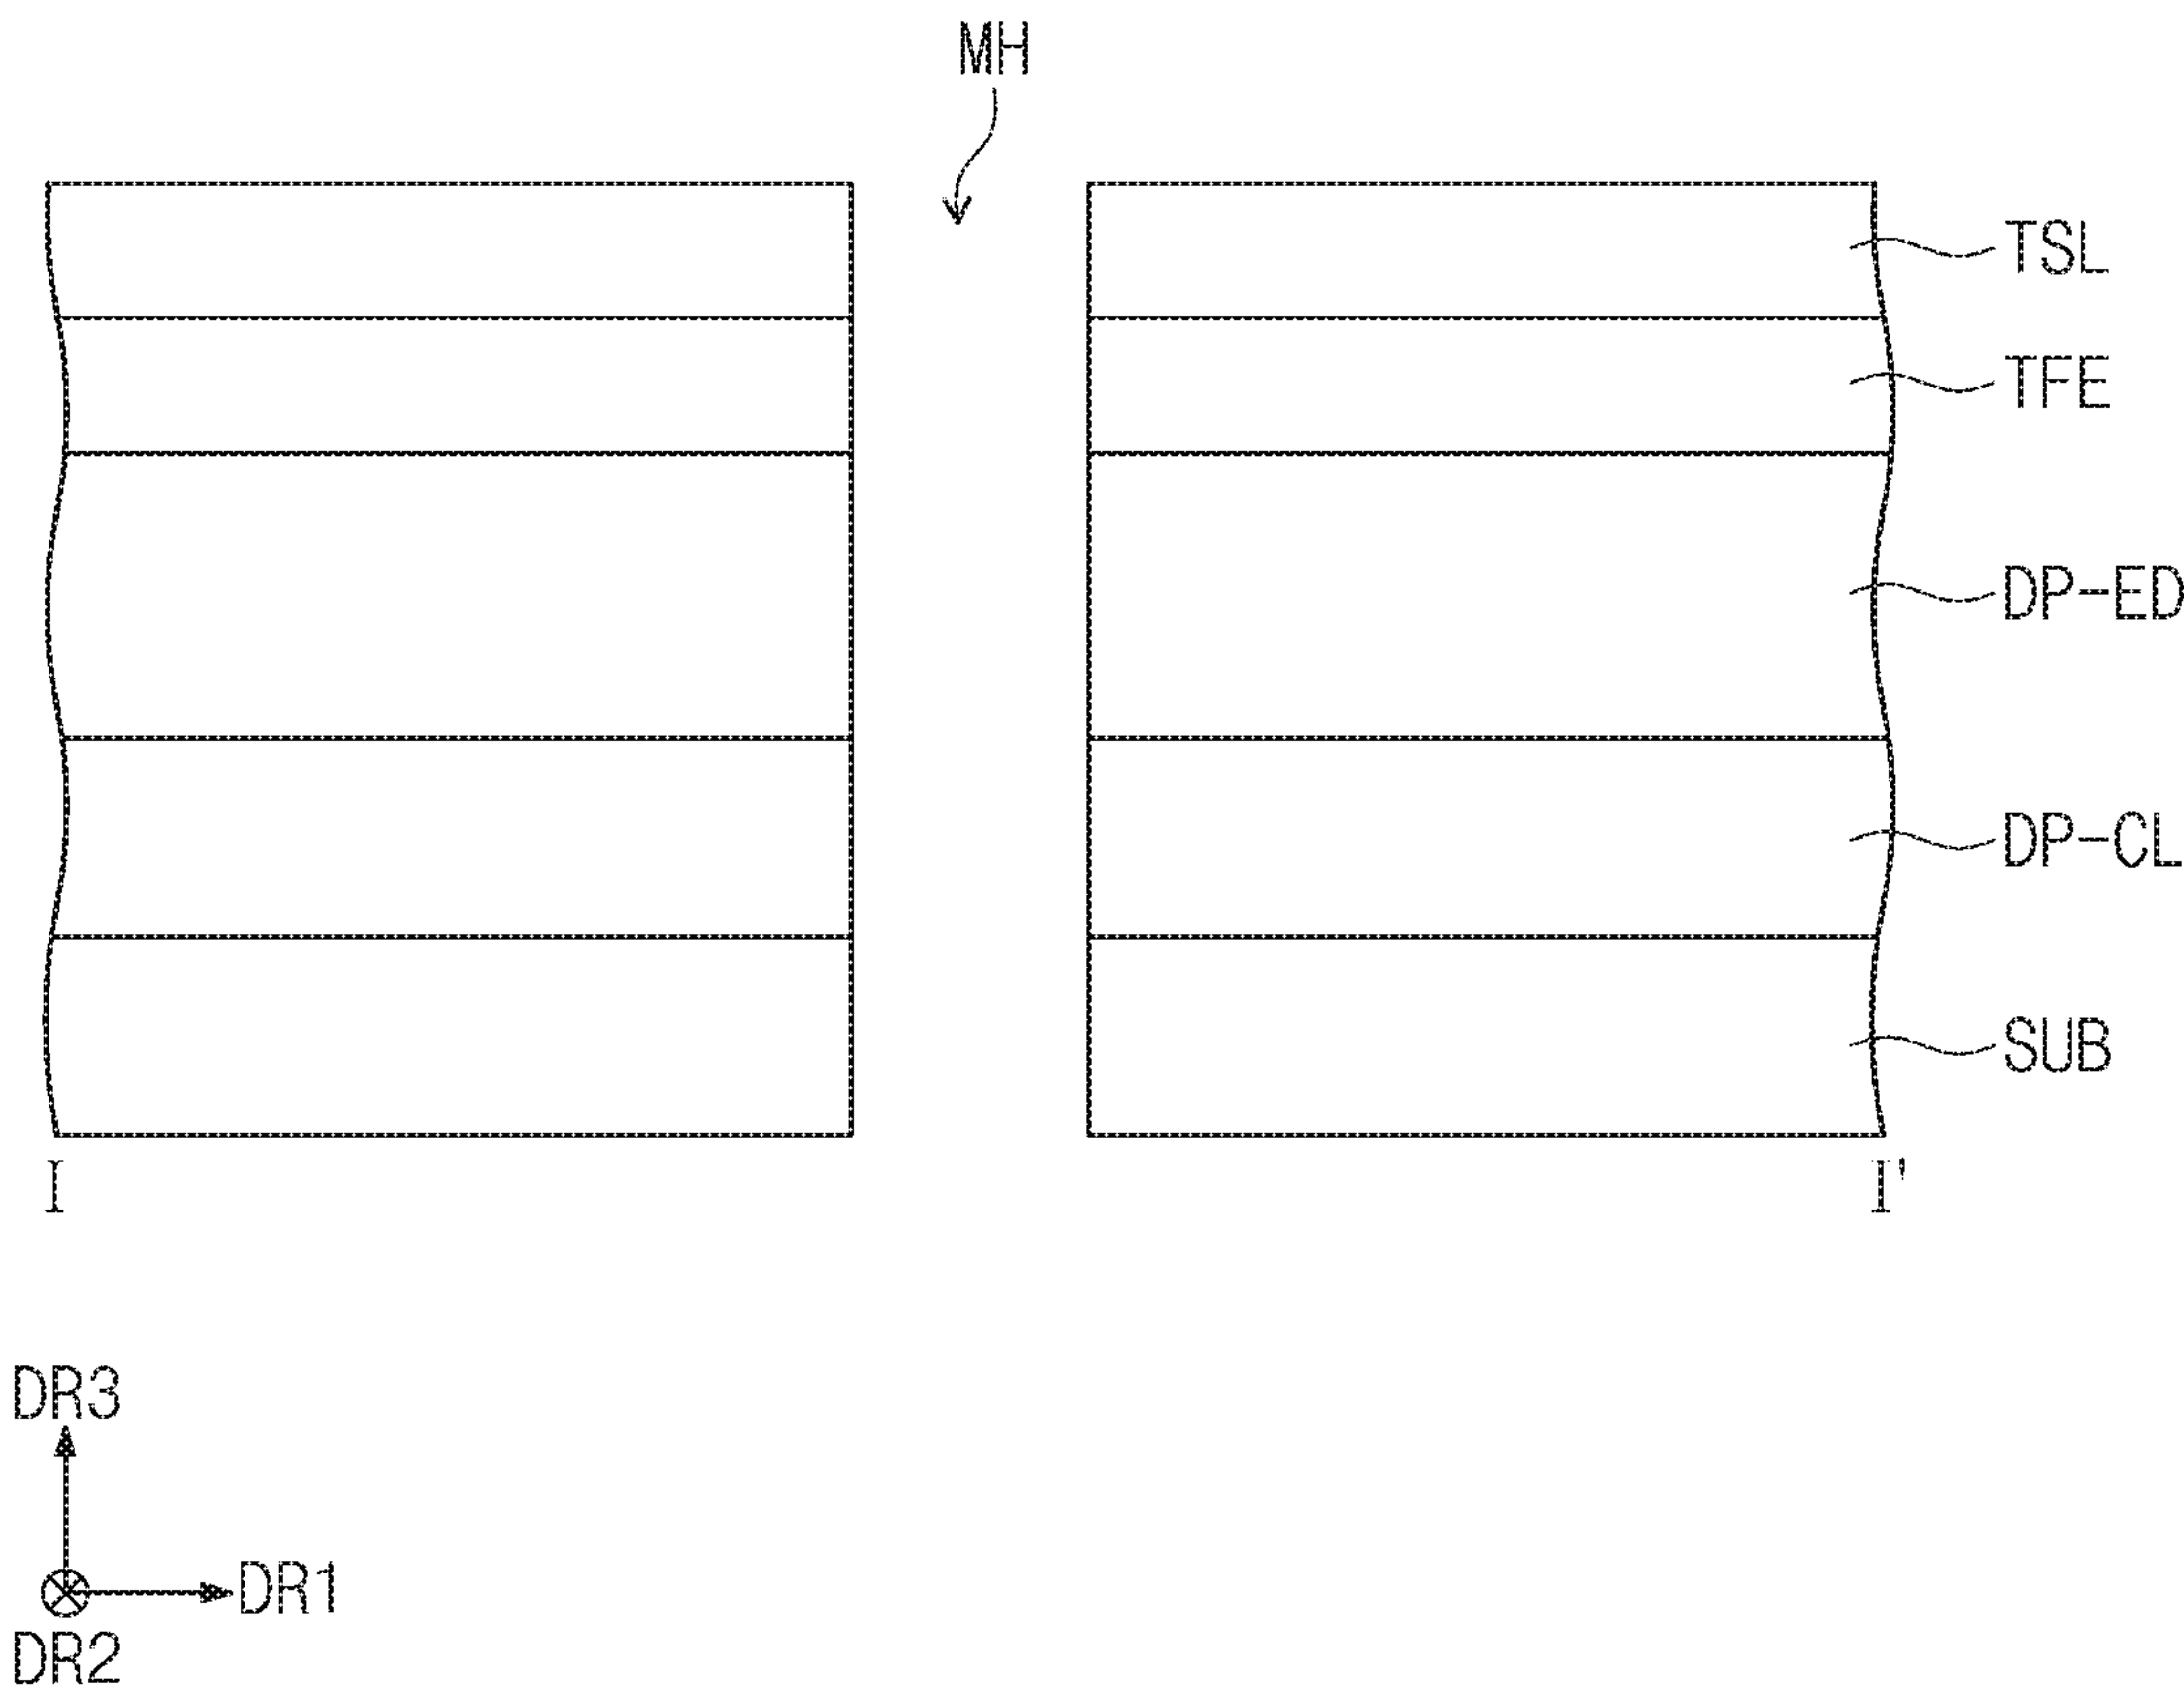 MH
TSL
TFE
DP-ED
DP-CL
SUB
I
I'
DR3
DR1
DR2